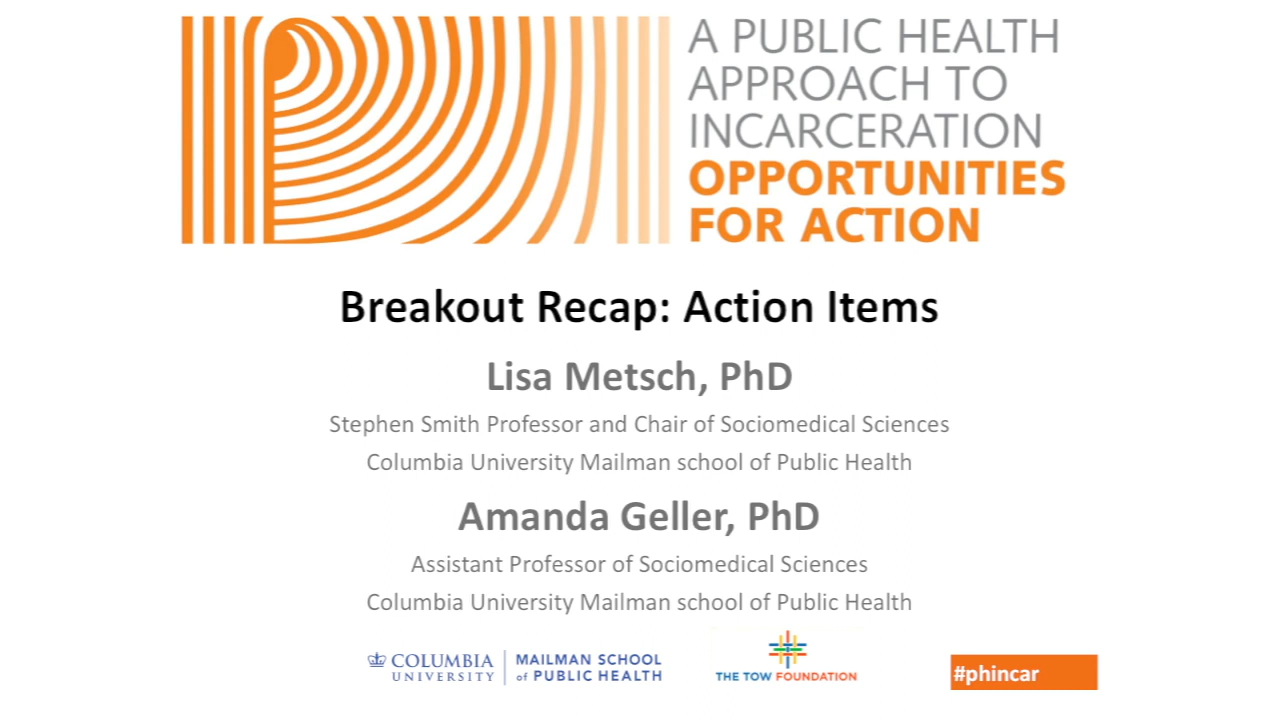 A PUBLIC HEALTH
APPROACH TO
INCARCERATION
OPPORTUNITIES
FOR ACTION
Breakout Recap: Action Items
Lisa Metsch, PhD
Stephen Smith Professor and Chair of Sociomedical Sciences
Columbia University Mailman school of Public Health
Amanda Geller, PhD
Assistant Professor of Sociomedical Sciences
Columbia University Mailman school of Public Health
COLUMBIA
UNIVERSITY
MAILMAN SCHOOL
of PUBLIC HEALTH
THE TOW FOUNDATION
#phincar